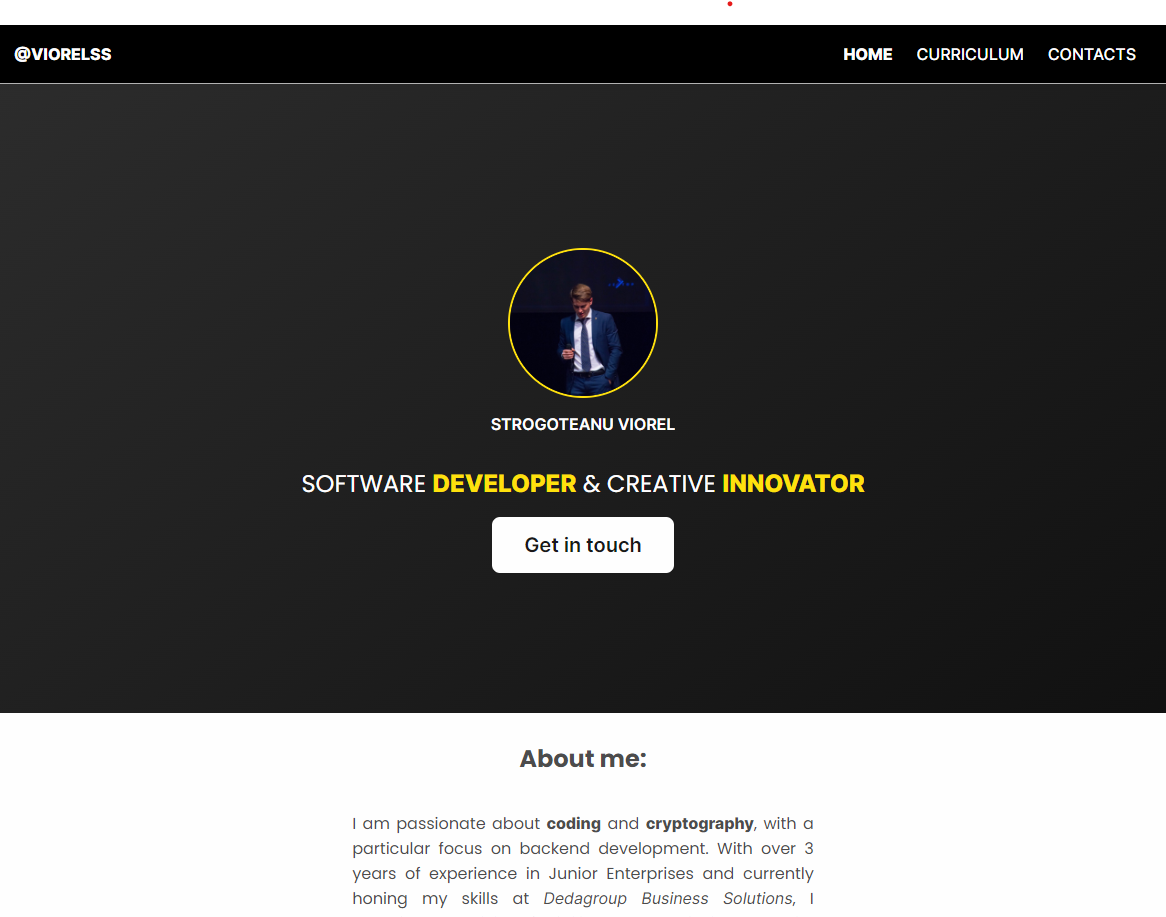 @VIORELSS
HOME CURRICULUM CONTACTS
STROGOTEANU VIOREL
SOFTWARE DEVELOPER & CREATIVE INNOVATOR
Get in touch
About me:
I am passionate about coding and cryptography, with a
particular focus on backend development. With over 3
years of experience in Junior Enterprises and currently
honing my skills at Dedagroup Business Solutions, I